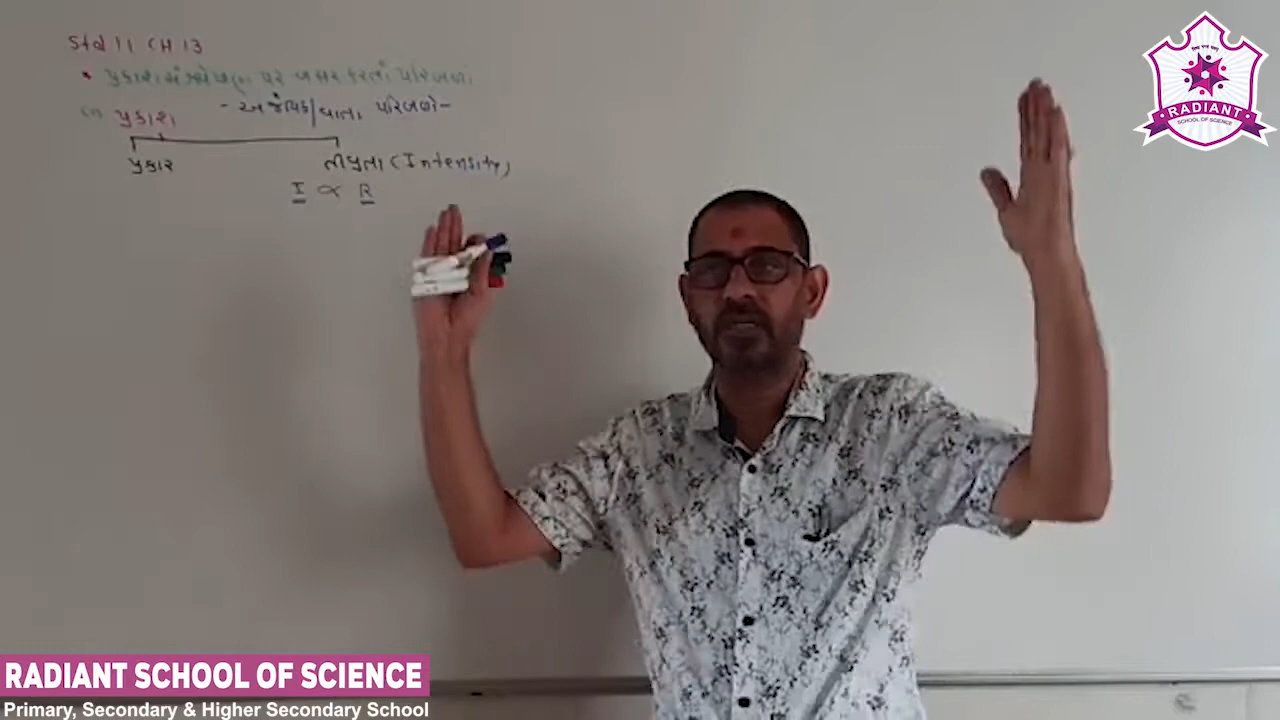 Std 11 CH 13
* પ્રકાશસંશ્લેષણ પર અસર કરતાં પરિબળો
- અજૈવિક/બાહ્ય પરિબળો -
(1) પ્રકાશ
પ્રકાર
તીવ્રતા (Intensity)
I ∝ R
RADIANT
SCHOOL OF SCIENCE
RADIANT SCHOOL OF SCIENCE
Primary, Secondary & Higher Secondary School